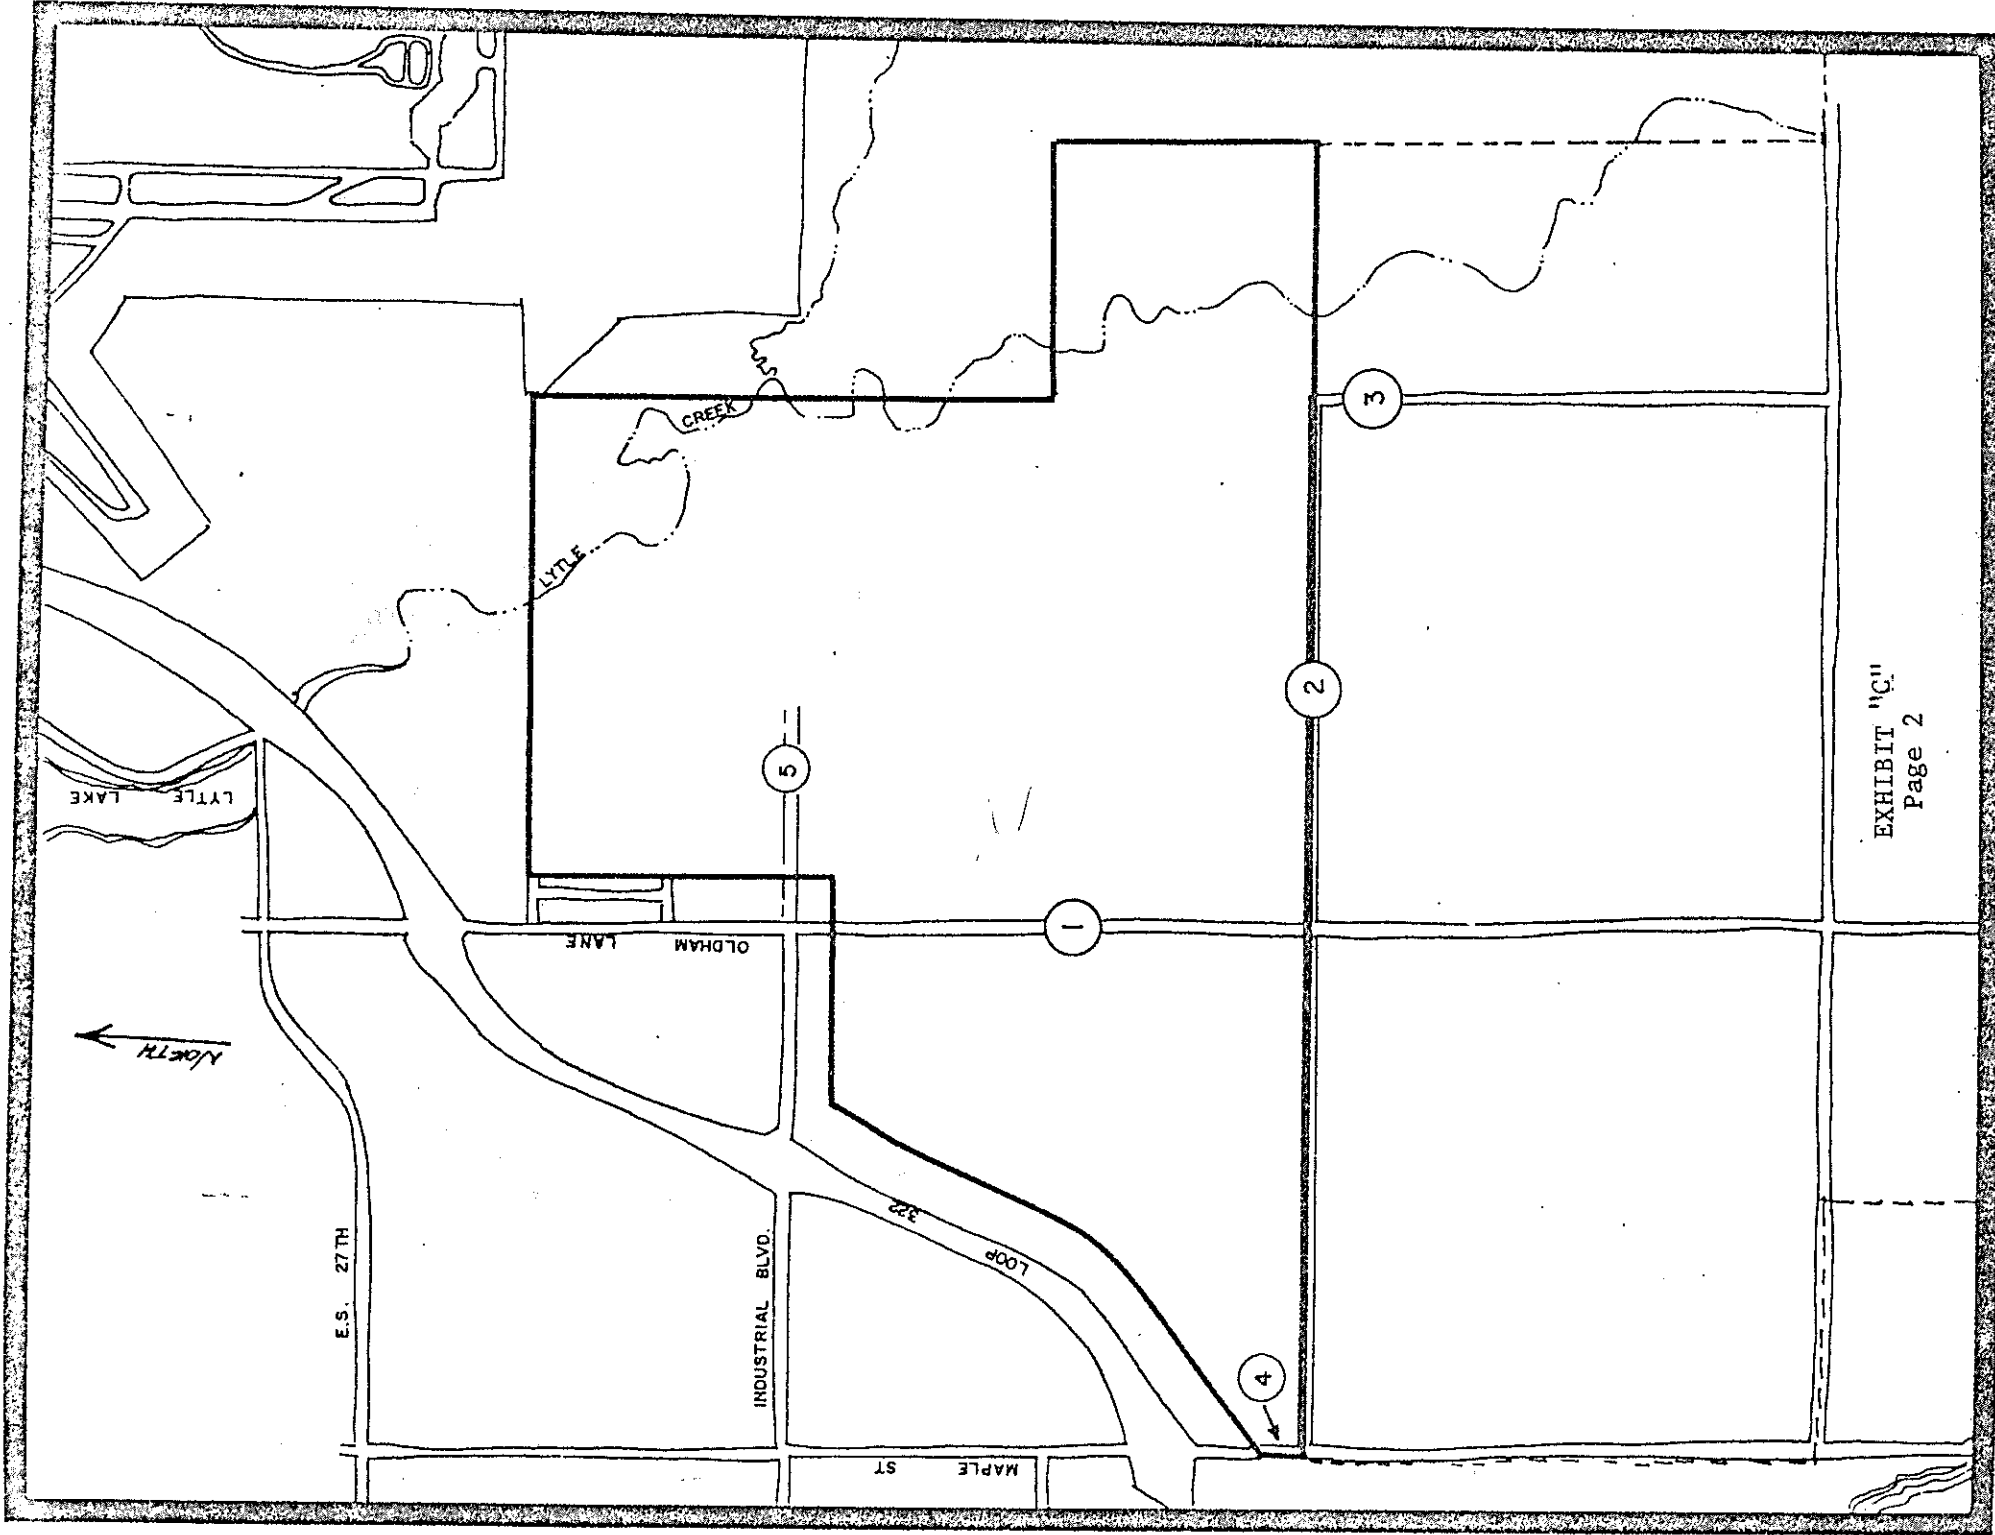 LYTLE LAKE
NORTH
E.S. 27TH
OLDHAM LANE
INDUSTRIAL BLVD.
MAPLE ST
LOOP 322
LYTLE CREEK
1
2
3
4
5
EXHIBIT "C"
Page 2